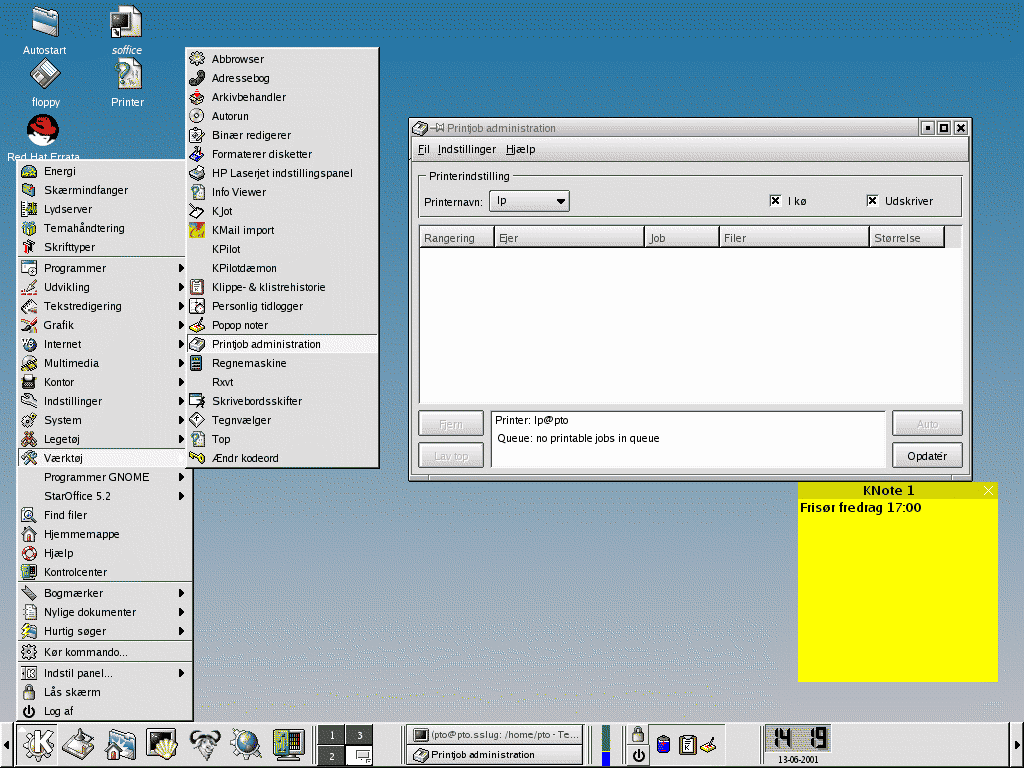 Autostart
soffice
floppy
Printer
Red Hat Errata
Energi
Skærmindfanger
Lydserver
Temahåndtering
Skrifttyper
Programmer
Udvikling
Tekstredigering
Grafik
Internet
Multimedia
Kontor
Indstillinger
System
Legetøj
Værktøj
Programmer GNOME
StarOffice 5.2
Find filer
Hjemmemappe
Hjælp
Kontrolcenter
Bogmærker
Nylige dokumenter
Hurtig søger
Kør kommando...
Indstil panel...
Lås skærm
Log af
Abbrowser
Adressebog
Arkivbehandler
Autorun
Binær redigerer
Formaterer disketter
HP Laserjet indstillingspanel
Info Viewer
KJot
KMail import
KPilot
KPilotdæmon
Klippe- & klistrehistorie
Personlig tidlogger
Popop noter
Printjob administration
Regnemaskine
Rxvt
Skrivebordsskifter
Tegnvælger
Top
Ændr kodeord
Printjob administration
Fil Indstillinger Hjælp
Printerindstilling
Printernavn: lp I kø Udskriver
Rangering Ejer Job Filer Størrelse
Fjern
Lav top
Printer: lp@pto
Queue: no printable jobs in queue
Auto
Opdatér
KNote 1
Frisør fredrag 17:00
1 3
2
(pto@pto.sslug: /home/pto - Te...
Printjob administration
14 19
13-06-2001